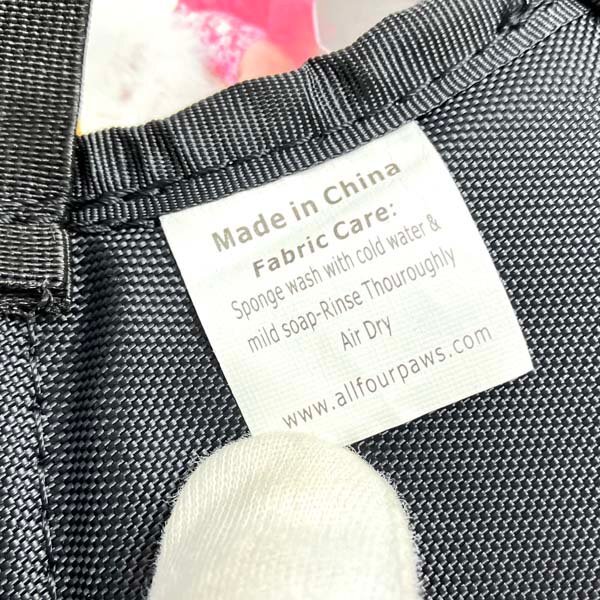 Made in China
Fabric Care:
Sponge wash with cold water &
mild soap-Rinse Thouroughly
Air Dry
www.allfourpaws.com